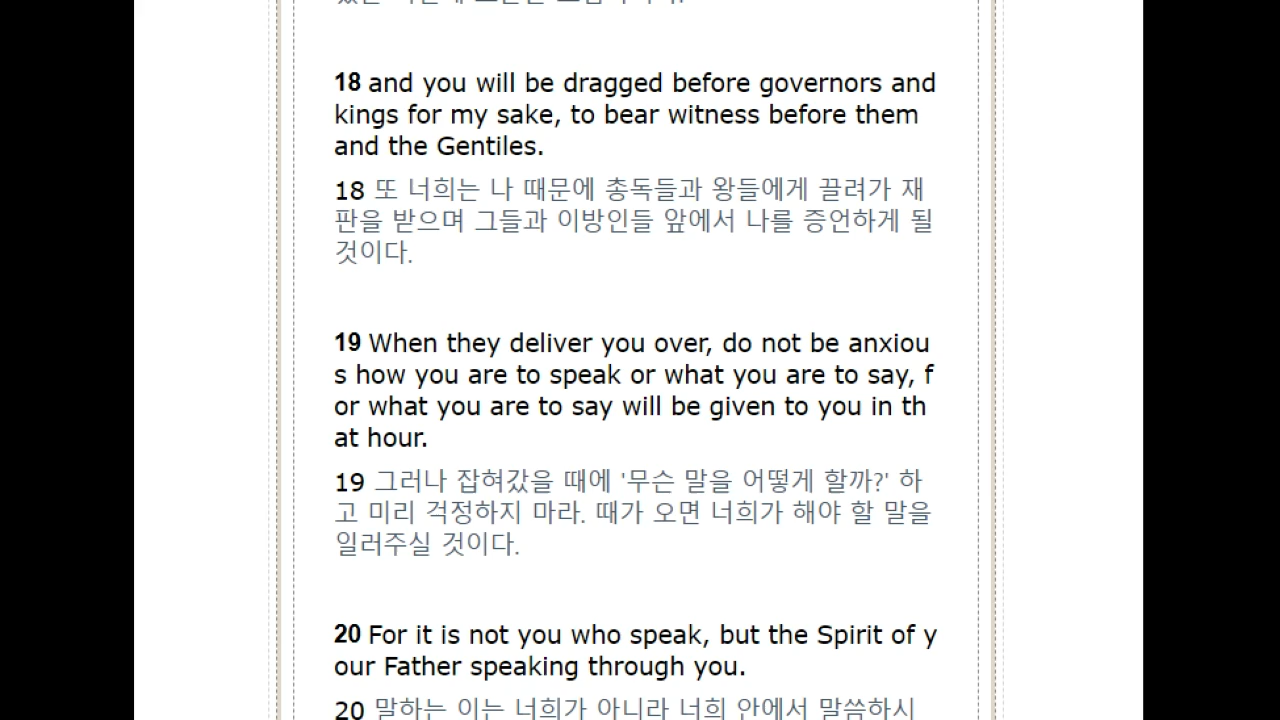 18 and you will be dragged before governors and
kings for my sake, to bear witness before them
and the Gentiles.
18 또 너희는 나 때문에 총독들과 왕들에게 끌려가 재
판을 받으며 그들과 이방인들 앞에서 나를 증언하게 될
것이다.
19 When they deliver you over, do not be anxiou
s how you are to speak or what you are to say, f
or what you are to say will be given to you in th
at hour.
19 그러나 잡혀갔을 때에 '무슨 말을 어떻게 할까?' 하
고 미리 걱정하지 마라. 때가 오면 너희가 해야 할 말을
일러주실 것이다.
20 For it is not you who speak, but the Spirit of y
our Father speaking through you.
20 말하는 이는 너희가 아니라 너희 안에서 말씀하시